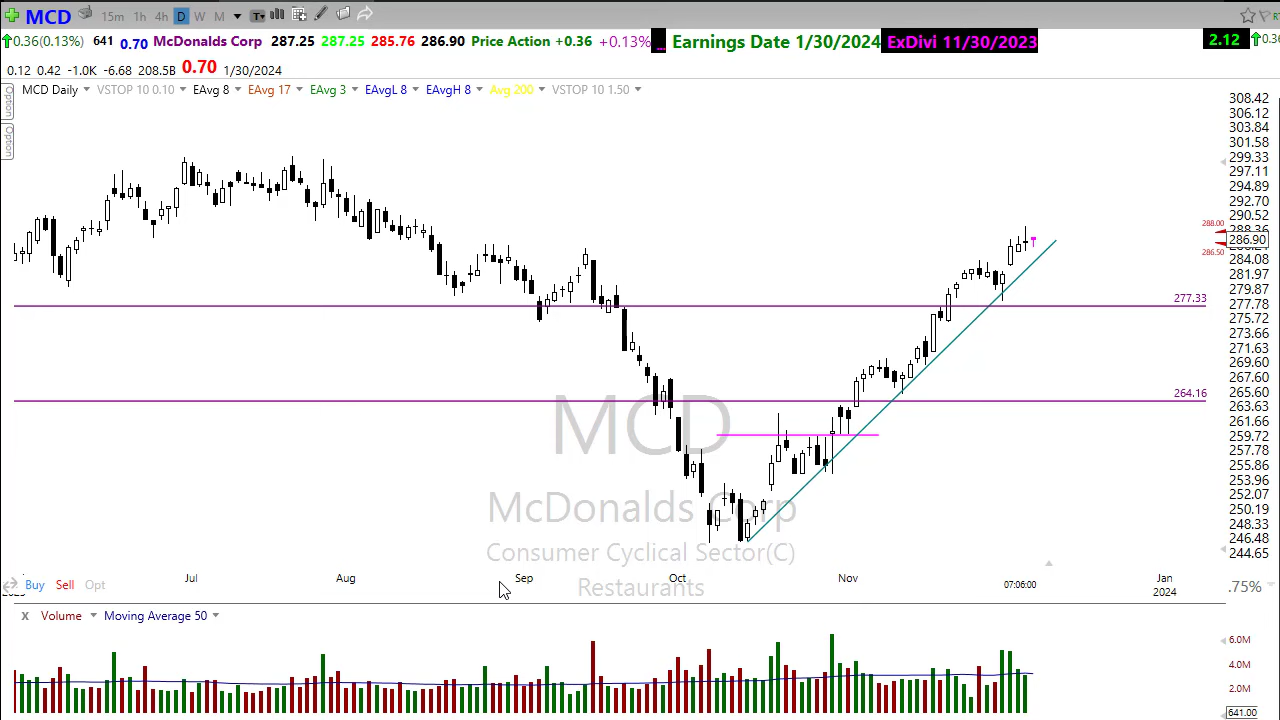 MCD 15m 1h 4h D W M T
0.36(0.13%) 641 0.70 McDonalds Corp 287.25 287.25 285.76 286.90 Price Action +0.36 +0.13% ... Earnings Date 1/30/2024 ExDivi 11/30/2023 2.12
0.12 0.42 -1.0K -6.68 208.5B 0.70 1/30/2024
MCD Daily VSTOP 10 0.10 EAvg 8 EAvg 17 EAvg 3 EAvgL 8 EAvgH 8 Avg 200 VSTOP 10 1.50
Option
Option
308.42
306.12
303.84
301.58
299.33
297.11
294.89
292.70
290.52
288.00
286.90
286.50
284.08
281.97
279.87
277.33
277.78
275.72
273.66
271.63
269.60
267.60
264.16
265.60
263.63
261.66
259.72
257.78
255.86
253.96
252.07
250.19
248.33
246.48
244.65
MCD
McDonalds Corp
Consumer Cyclical Sector(C)
Restaurants
Jul Aug Sep Oct Nov Jan
2024
07:06:00
Buy Sell Opt
.75%
X Volume Moving Average 50
6.0M
4.0M
2.0M
641.00